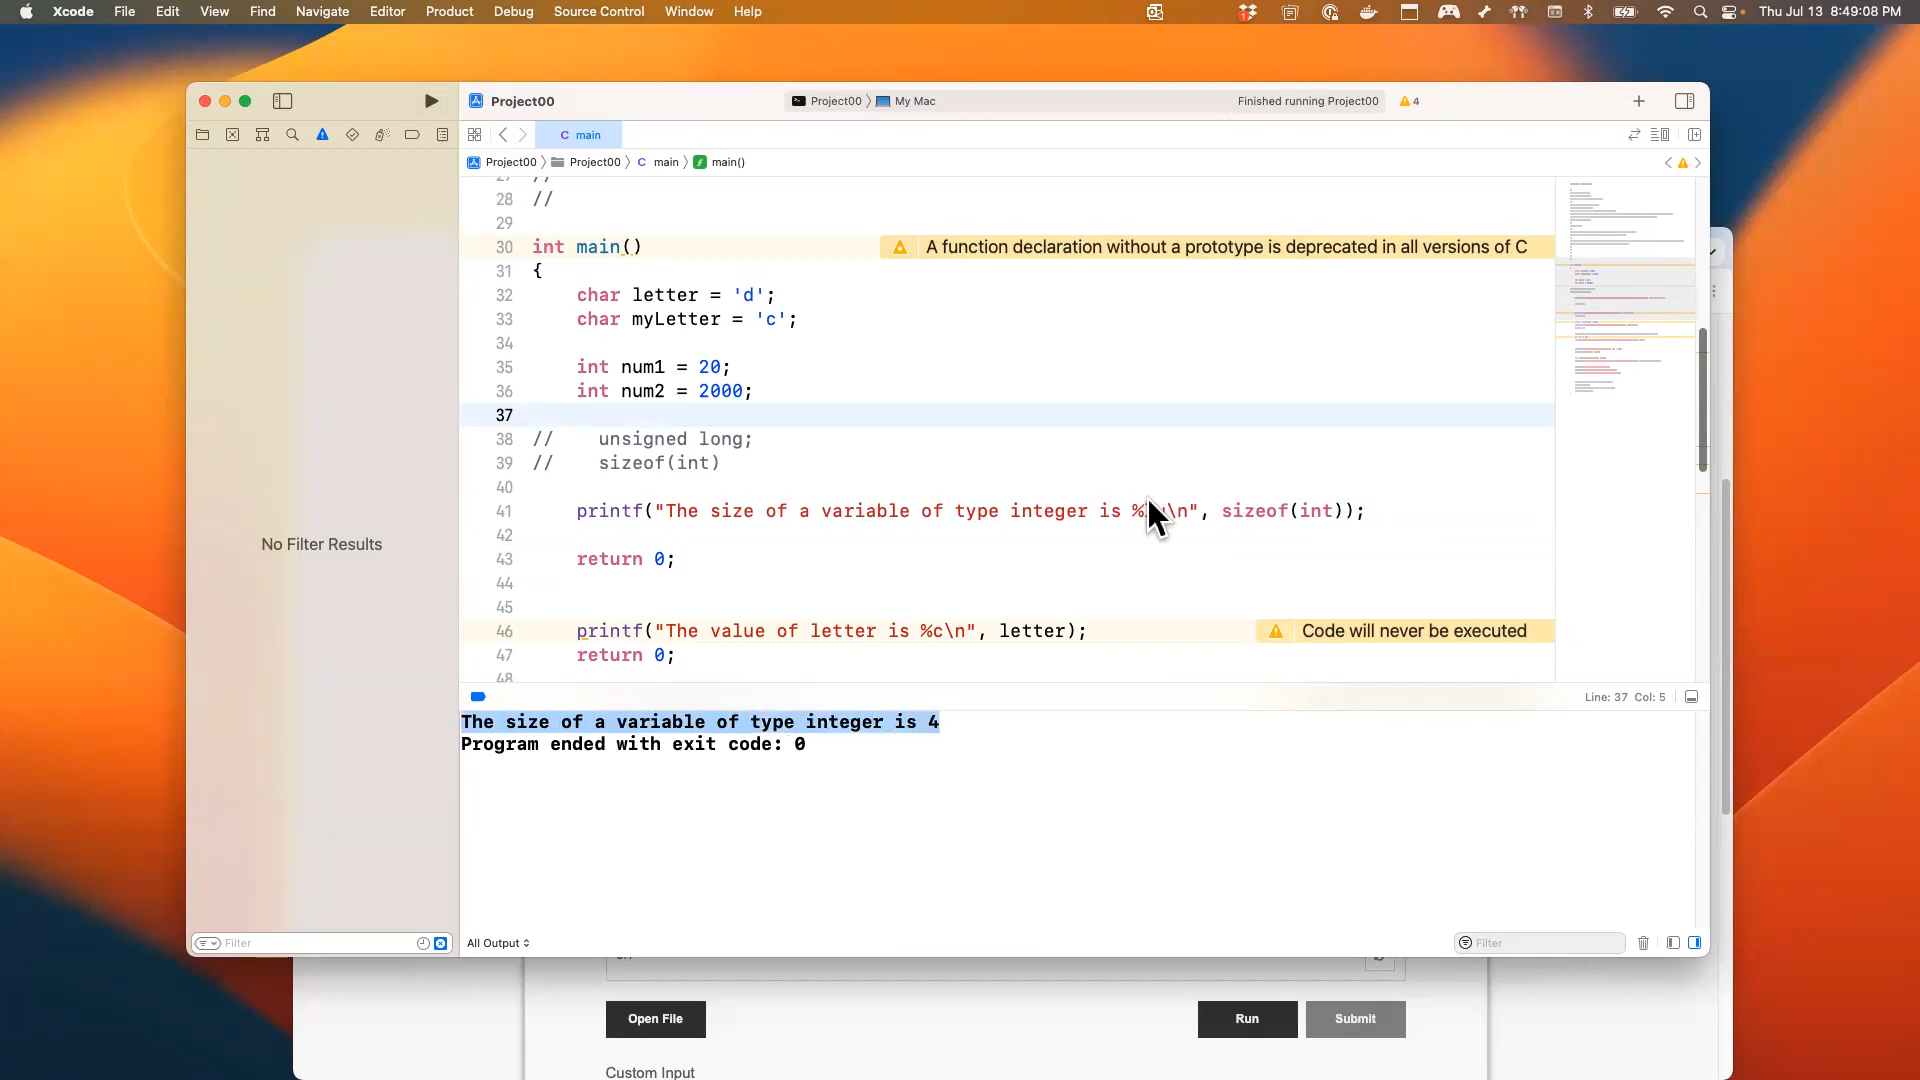 Xcode File Edit View Find Navigate Editor Product Debug Source Control Window Help
1
Thu Jul 13 8:49:08 PM
Project00
Project00 〉 My Mac
Finished running Project00
4
C main
Project00 〉 Project00 〉 C main 〉 f main()
27 //
28 //
29
30 int main()
A function declaration without a prototype is deprecated in all versions of C
31 {
32 char letter = 'd';
33 char myLetter = 'c';
34
35 int num1 = 20;
36 int num2 = 2000;
37
38 // unsigned long;
39 // sizeof(int)
40
41 printf("The size of a variable of type integer is % \n", sizeof(int));
42
43 return 0;
44
45
46 printf("The value of letter is %c\n", letter);
Code will never be executed
47 return 0;
48
No Filter Results
Line: 37 Col: 5
The size of a variable of type integer is 4
Program ended with exit code: 0
Filter
All Output
Filter
Open File
Run
Submit
Custom Input